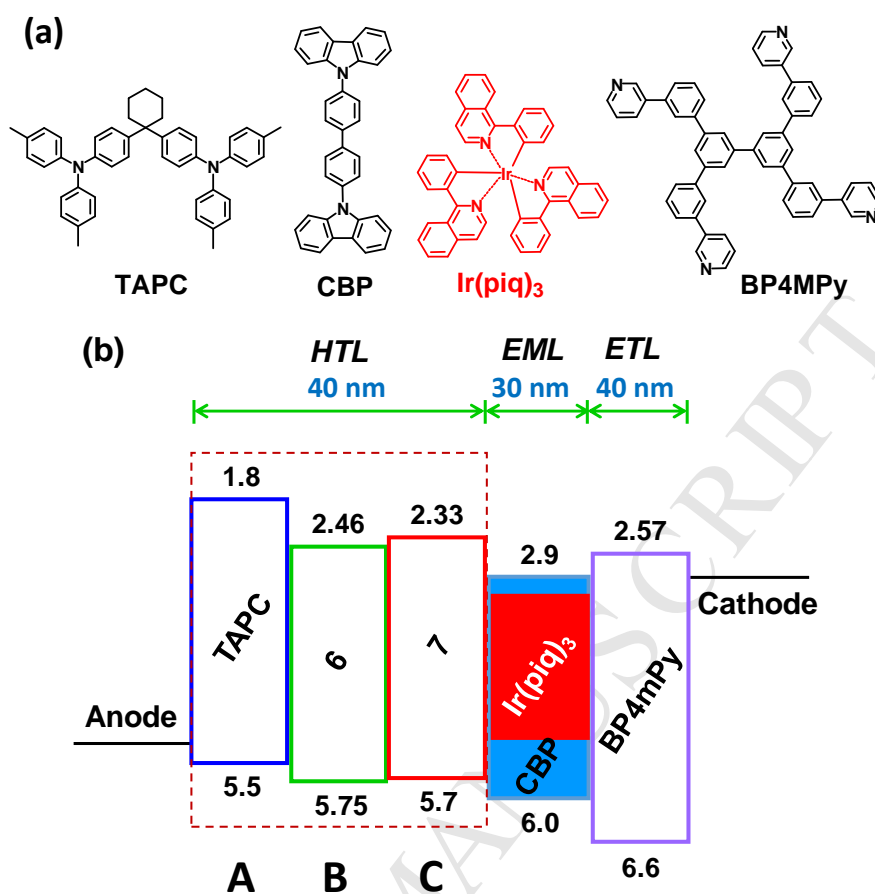 (a)
N
N
N
N
N
N
N
Ir
N
N
N
N
N
TAPC
CBP
Ir(piq)3
BP4MPy
(b)
HTL
EML
ETL
40 nm
30 nm
40 nm
1.8
2.46
2.33
2.9
2.57
Cathode
TAPC
6
7
Ir(piq)3
BP4mPy
Anode
CBP
5.5
5.75
5.7
6.0
6.6
A
B
C
MANUSCRIPT